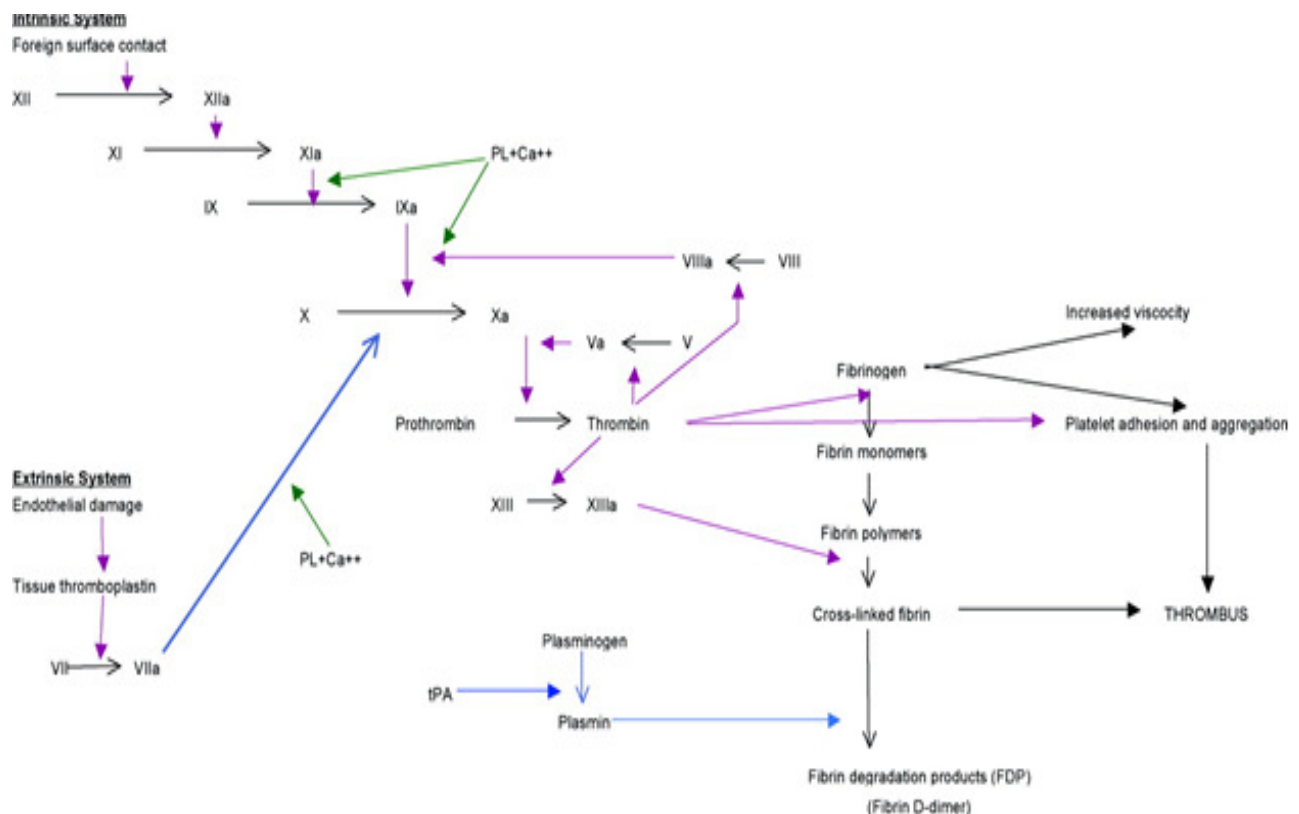 Intrinsic System
Foreign surface contact
XII
XIIa
XI
XIa
PL+Ca++
IX
IXa
VIIIa
VIII
X
Xa
Increased viscocity
Va
V
Fibrinogen
Prothrombin
Thrombin
Platelet adhesion and aggregation
Fibrin monomers
Extrinsic System
Endothelial damage
XIII
XIIIa
Fibrin polymers
PL+Ca++
Tissue thromboplastin
Cross-linked fibrin
THROMBUS
Plasminogen
VII
VIIa
tPA
Plasmin
Fibrin degradation products (FDP)
(Fibrin D-dimer)